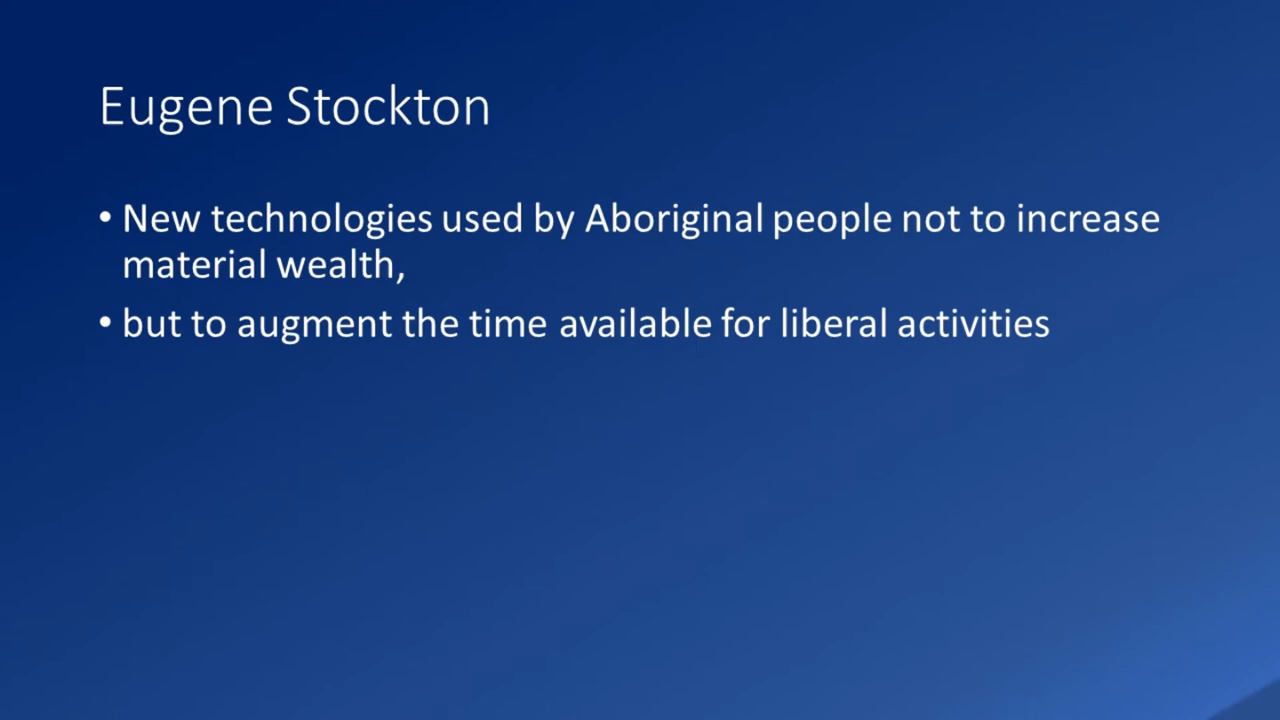 Eugene Stockton
• New technologies used by Aboriginal people not to increase
material wealth,
• but to augment the time available for liberal activities